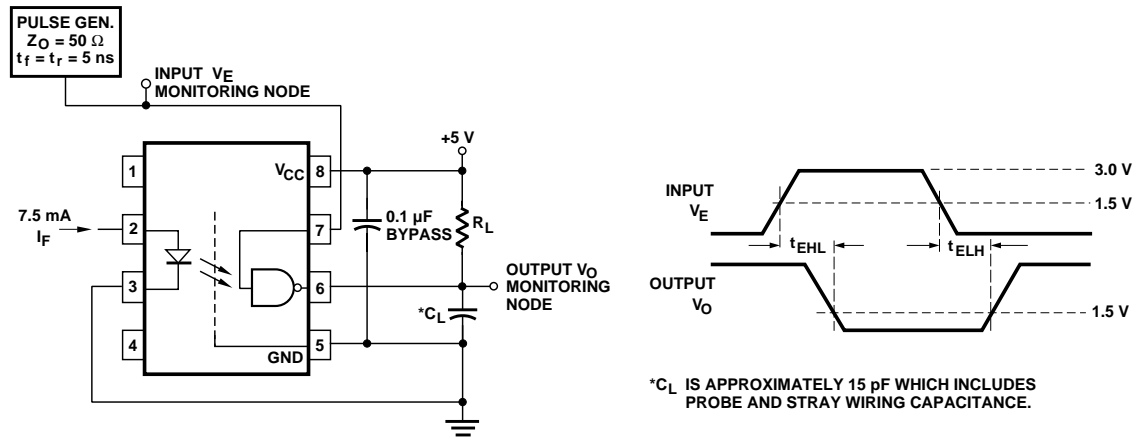 PULSE GEN.
Z_O = 50 Ω
t_f = t_r = 5 ns
INPUT V_E
MONITORING NODE
+5 V
1
V_CC
8
7.5 mA
I_F
2
7
0.1 µF
BYPASS
R_L
3
6
OUTPUT V_O
MONITORING
NODE
*C_L
4
GND
5
INPUT
V_E
3.0 V
1.5 V
t_EHL
t_ELH
OUTPUT
V_O
1.5 V
*C_L IS APPROXIMATELY 15 pF WHICH INCLUDES
PROBE AND STRAY WIRING CAPACITANCE.